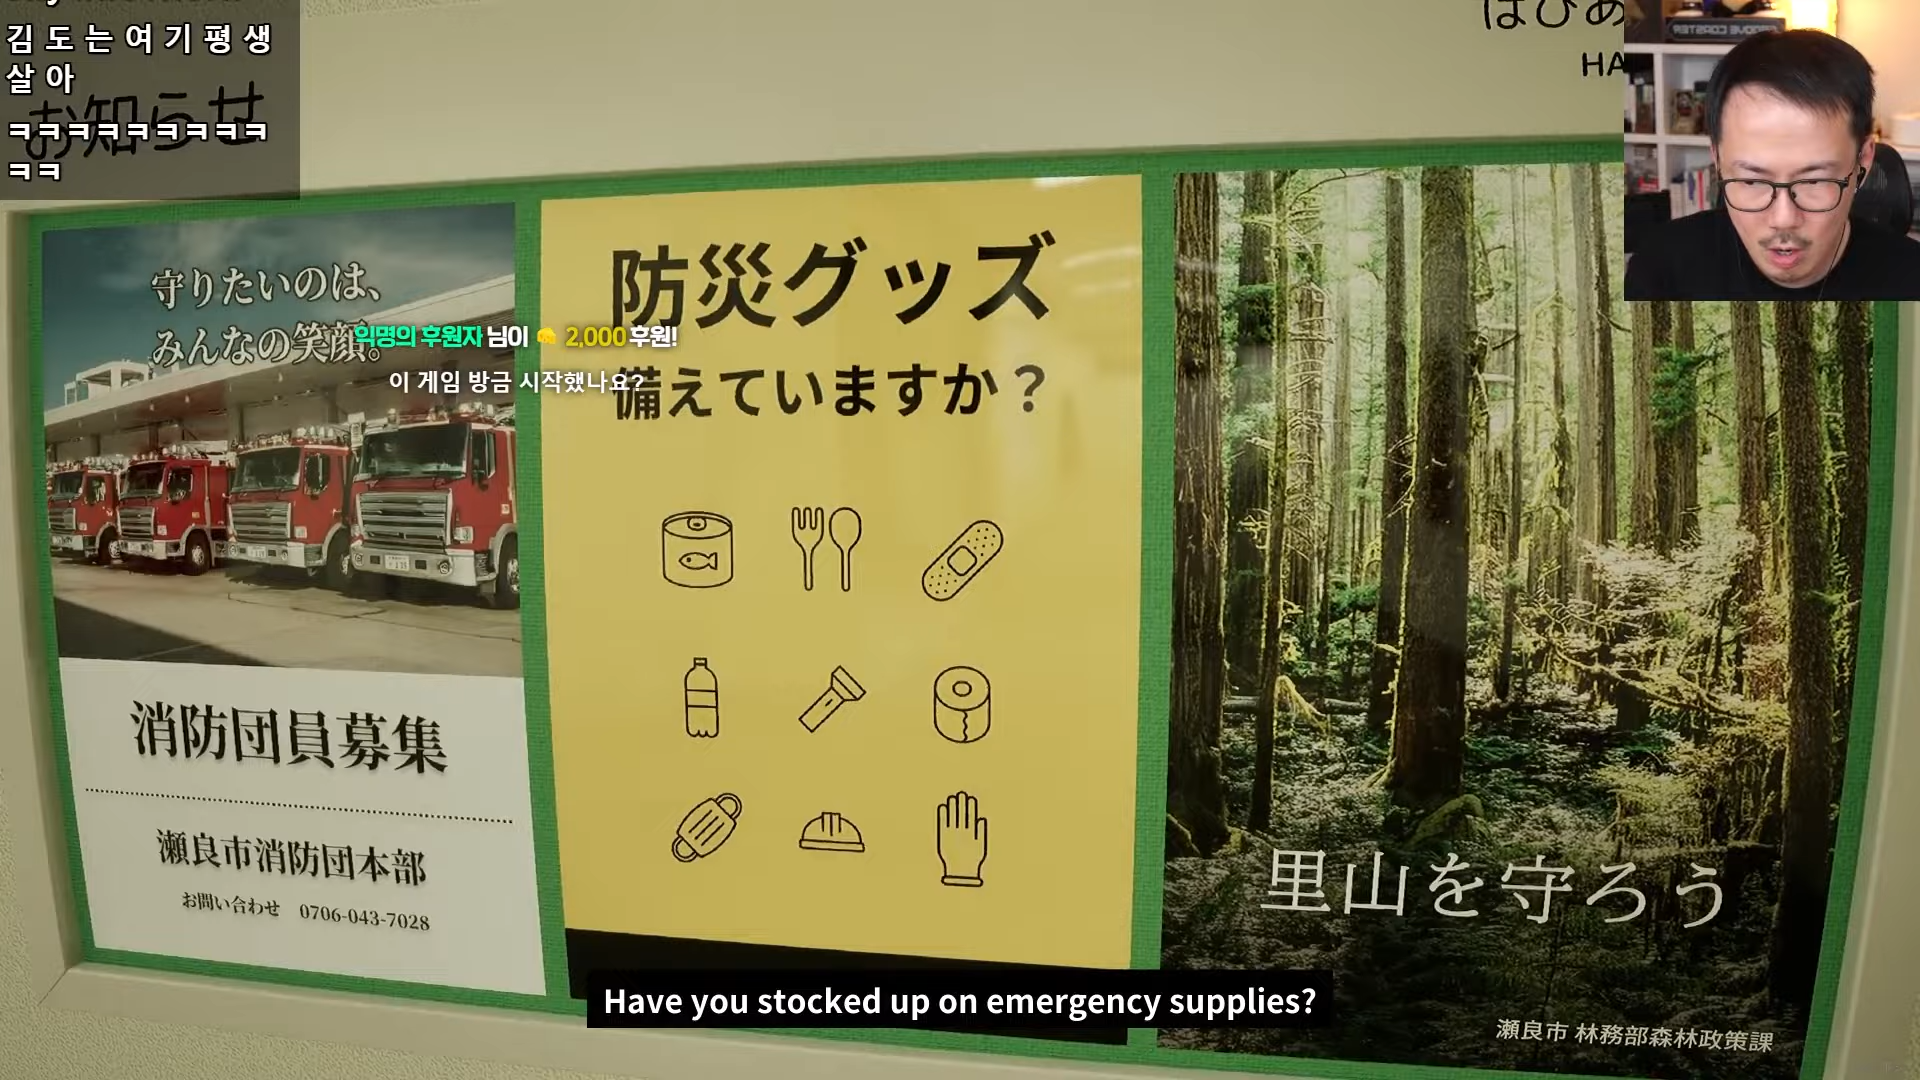 김 도 는 여 기 평 생
살 아
ㅋㅋㅋㅋㅋㅋㅋㅋㅋ
ㅋㅋ
お知らせ
はぴあ
HA
守りたいのは、
みんなの笑顔。
익명의 후원자 님이 2,000 후원!
이 게임 방금 시작했나요?
消防団員募集
瀬良市消防団本部
お問い合わせ 0706-043-7028
防災グッズ
備えていますか？
里山を守ろう
瀬良市 林務部森林政策課
Have you stocked up on emergency supplies?